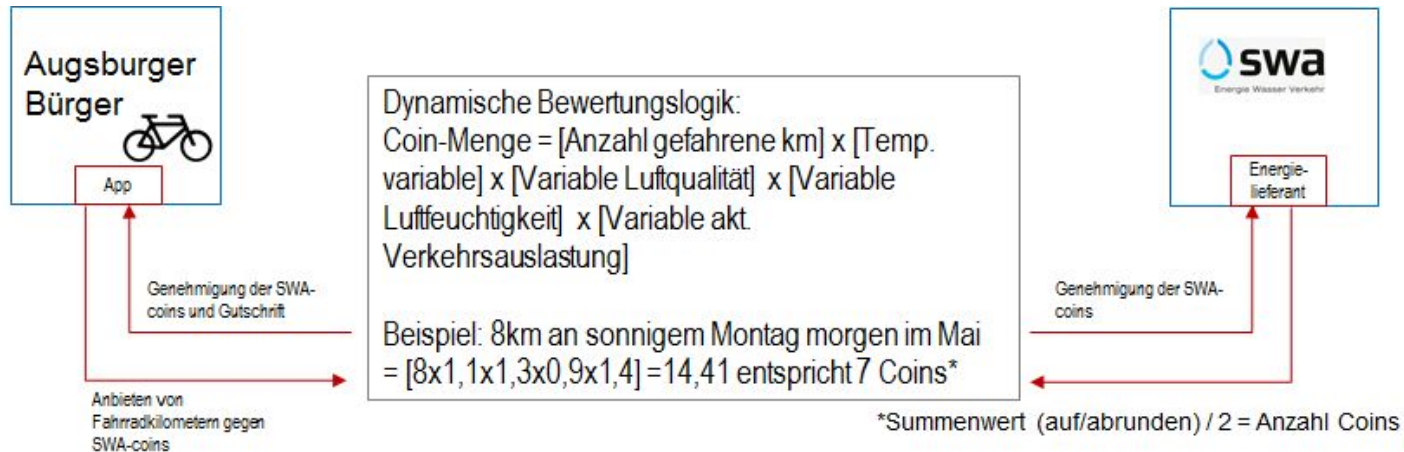 Augsburger
Bürger
App
Dynamische Bewertungslogik:
Coin-Menge = [Anzahl gefahrene km] x [Temp.
variable] x [Variable Luftqualität] x [Variable
Luftfeuchtigkeit] x [Variable akt.
Verkehrsauslastung]
Beispiel: 8km an sonnigem Montag morgen im Mai
= [8x1,1x1,3x0,9x1,4] =14,41 entspricht 7 Coins*
swa
Energie Wasser Verkehr
Energie-
lieferant
Genehmigung der SWA-
coins und Gutschrift
Genehmigung der SWA-
coins
Anbieten von
Fahrradkilometern gegen
SWA-coins
*Summenwert (auf/abrunden) / 2 = Anzahl Coins